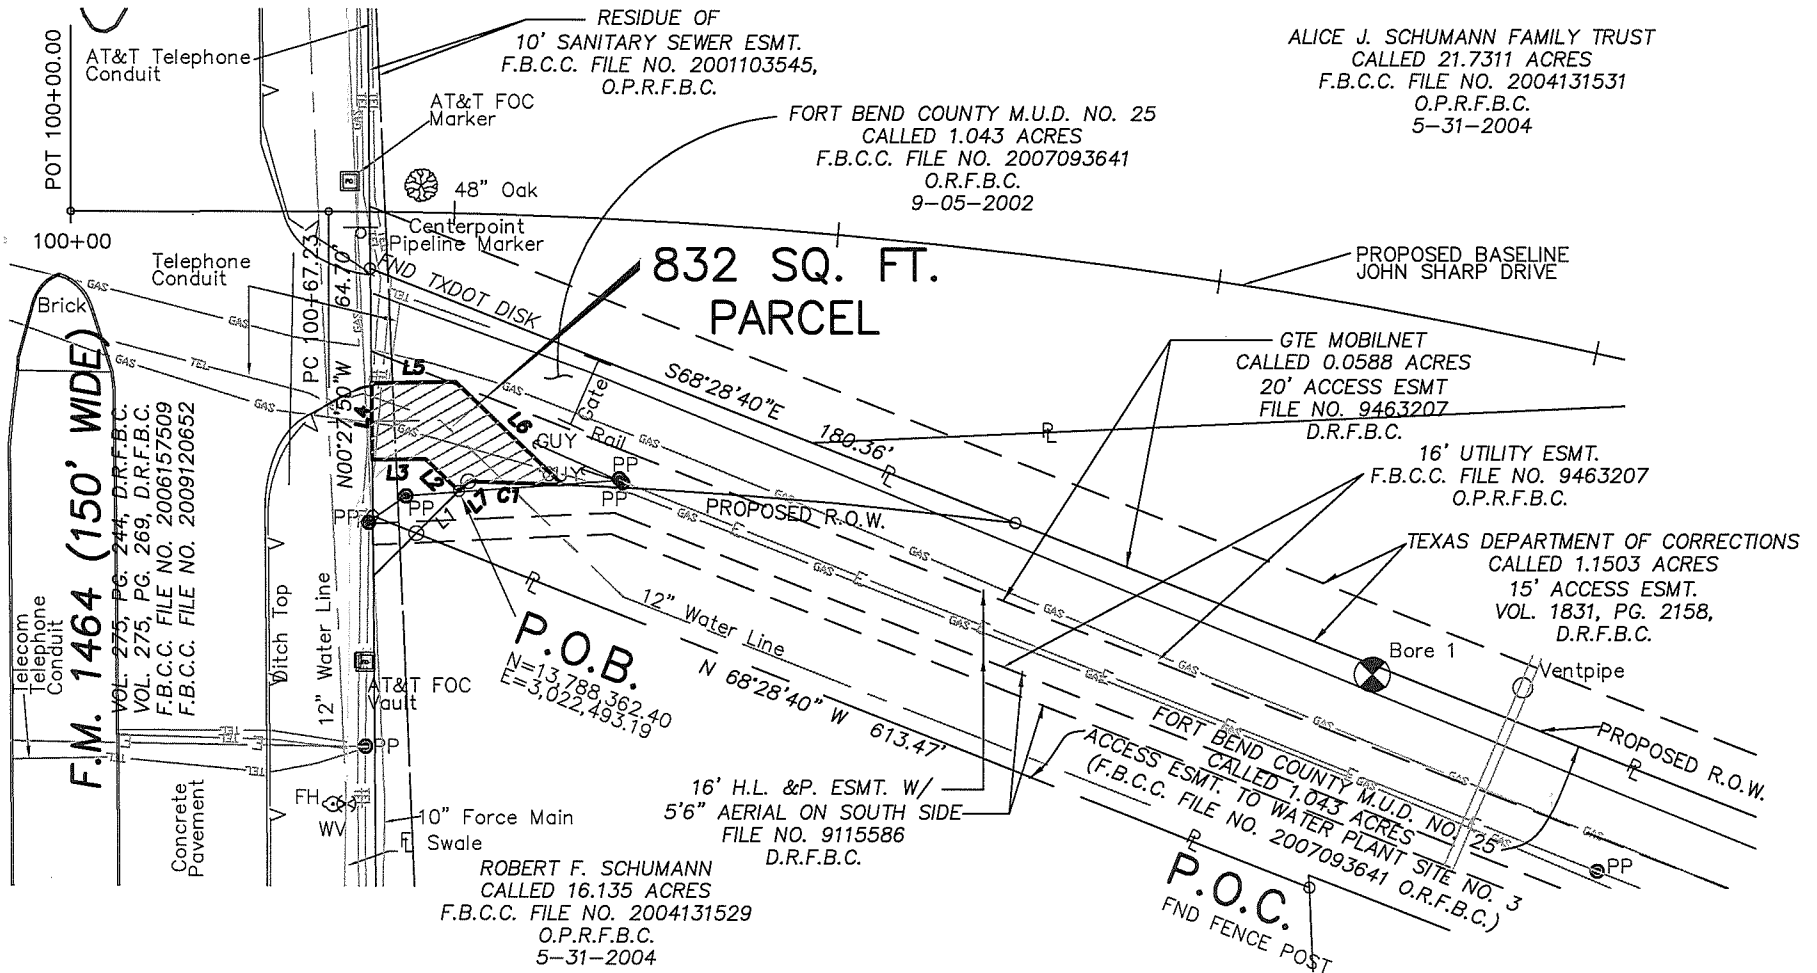 RESIDUE OF
10' SANITARY SEWER ESMT.
F.B.C.C. FILE NO. 2001103545,
O.P.R.F.B.C.
ALICE J. SCHUMANN FAMILY TRUST
CALLED 21.7311 ACRES
F.B.C.C. FILE NO. 2004131531
O.P.R.F.B.C.
5-31-2004
POT 100+00.00
AT&T Telephone
Conduit
AT&T FOC
Marker
FORT BEND COUNTY M.U.D. NO. 25
CALLED 1.043 ACRES
F.B.C.C. FILE NO. 2007093641
O.R.F.B.C.
9-05-2002
48" Oak
100+00
Centerpoint
Pipeline Marker
Telephone
Conduit
PC 100+67.23
64.70'
FND TXDOT DISK
832 SQ. FT.
PARCEL
PROPOSED BASELINE
JOHN SHARP DRIVE
Brick
GAS
GAS
TEL
GAS
GAS
L5
L4
L6
L3
L2
L7
C1
L7
N00°27'50"W
Gate
Rail
GUY
GUY
GAS
GAS
S68°28'40"E
180.36'
GTE MOBILNET
CALLED 0.0588 ACRES
20' ACCESS ESMT
FILE NO. 9463207
D.R.F.B.C.
16' UTILITY ESMT.
F.B.C.C. FILE NO. 9463207
O.P.R.F.B.C.
PP
PP
PP
PP
PROPOSED R.O.W.
F.M. 1464 (150' WIDE)
VOL. 275, PG. 244, D.R.F.B.C.
VOL. 275, PG. 269, D.R.F.B.C.
F.B.C.C. FILE NO. 2006157509
F.B.C.C. FILE NO. 2009120652
TEXAS DEPARTMENT OF CORRECTIONS
CALLED 1.1503 ACRES
15' ACCESS ESMT.
VOL. 1831, PG. 2158,
D.R.F.B.C.
Telecom
Telephone
Conduit
Ditch Top
12" Water Line
12" Water Line
P.O.B.
N=13,788,362.40
E=3,022,493.19
AT&T FOC
Vault
N 68°28'40" W
613.47'
Bore 1
Ventpipe
PROPOSED R.O.W.
FORT BEND COUNTY M.U.D. NO. 25
CALLED 1.043 ACRES
ACCESS ESMT. TO WATER PLANT SITE NO. 3
(F.B.C.C. FILE NO. 2007093641 O.R.F.B.C.)
PP
16' H.L. &P. ESMT. W/
5'6" AERIAL ON SOUTH SIDE
FILE NO. 9115586
D.R.F.B.C.
FH
WV
10" Force Main
Swale
Concrete
Pavement
PP
ROBERT F. SCHUMANN
CALLED 16.135 ACRES
F.B.C.C. FILE NO. 2004131529
O.P.R.F.B.C.
5-31-2004
P.O.C.
FND FENCE POST